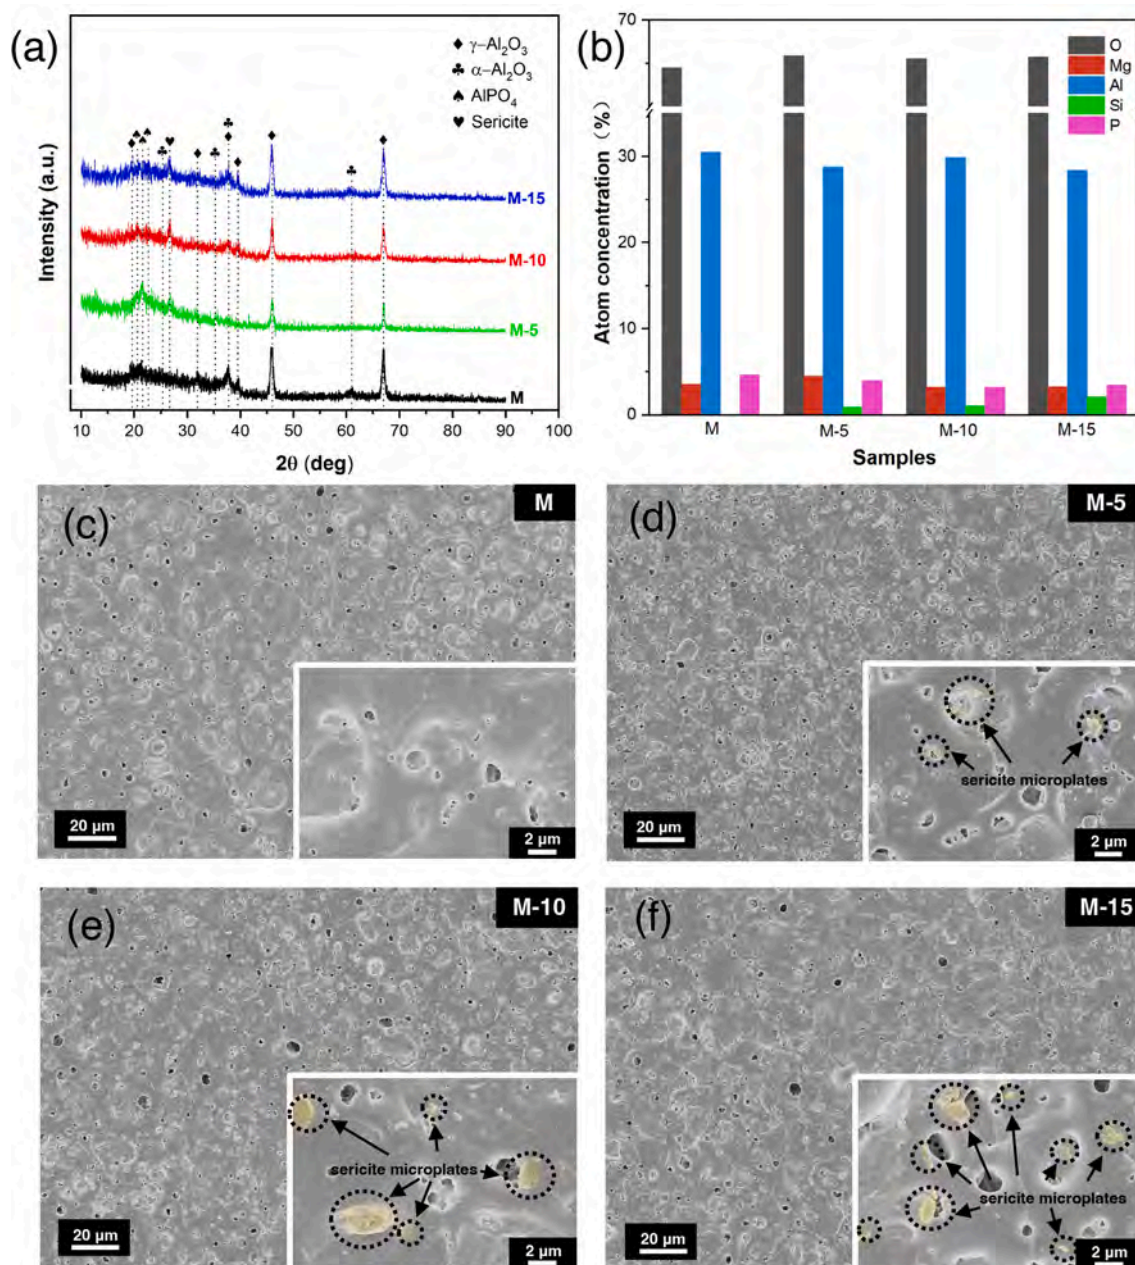 (a)
♦ γ–Al₂O₃
♣ α–Al₂O₃
♠ AlPO₄
♥ Sericite
Intensity (a.u.)
M-15
M-10
M-5
M
10 20 30 40 50 60 70 80 90 100
2θ (deg)
(b)
70
30
20
10
0
Atom concentration (%)
O
Mg
Al
Si
P
M M-5 M-10 M-15
Samples
(c)
M
20 µm
2 µm
(d)
M-5
sericite microplates
20 µm
2 µm
(e)
M-10
sericite microplates
20 µm
2 µm
(f)
M-15
sericite microplates
20 µm
2 µm